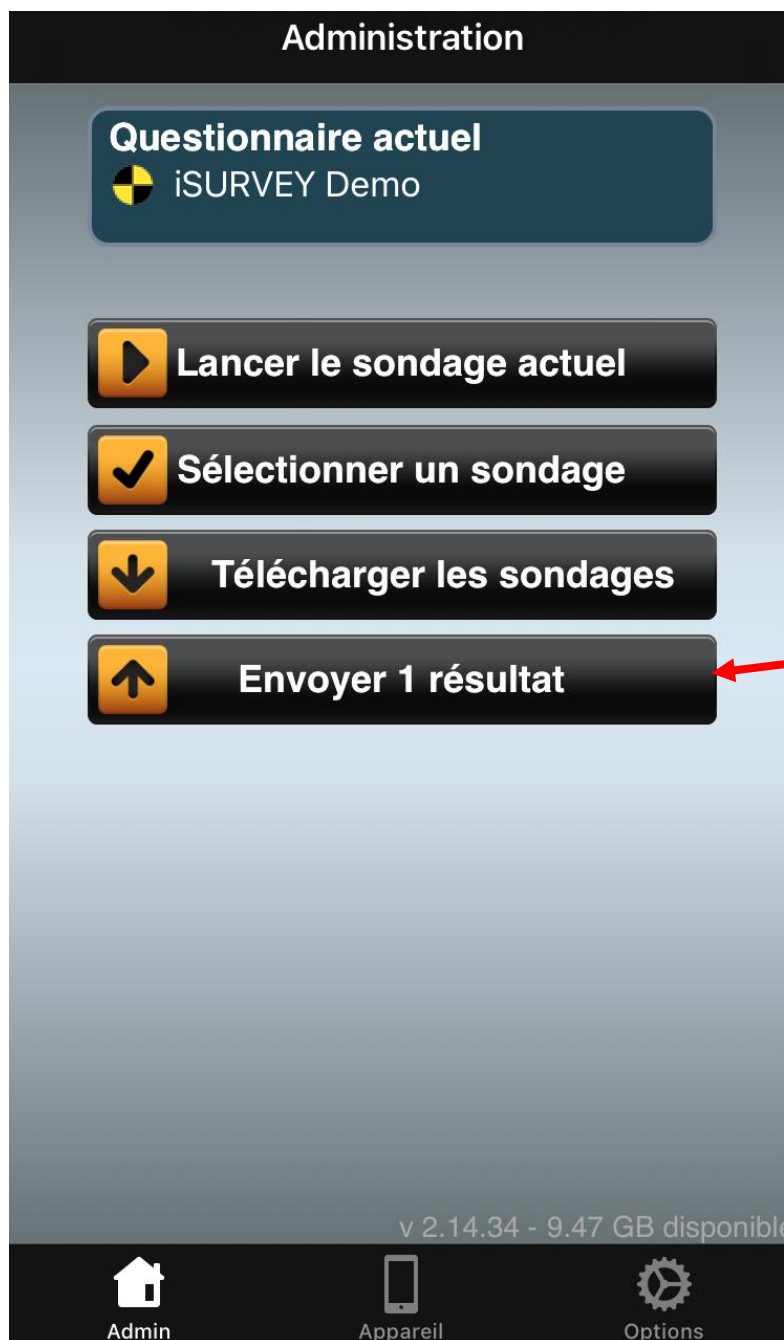 Administration
Questionnaire actuel
iSURVEY Demo
Lancer le sondage actuel
Sélectionner un sondage
Télécharger les sondages
Envoyer 1 résultat
v 2.14.34 - 9.47 GB disponible
Admin
Appareil
Options